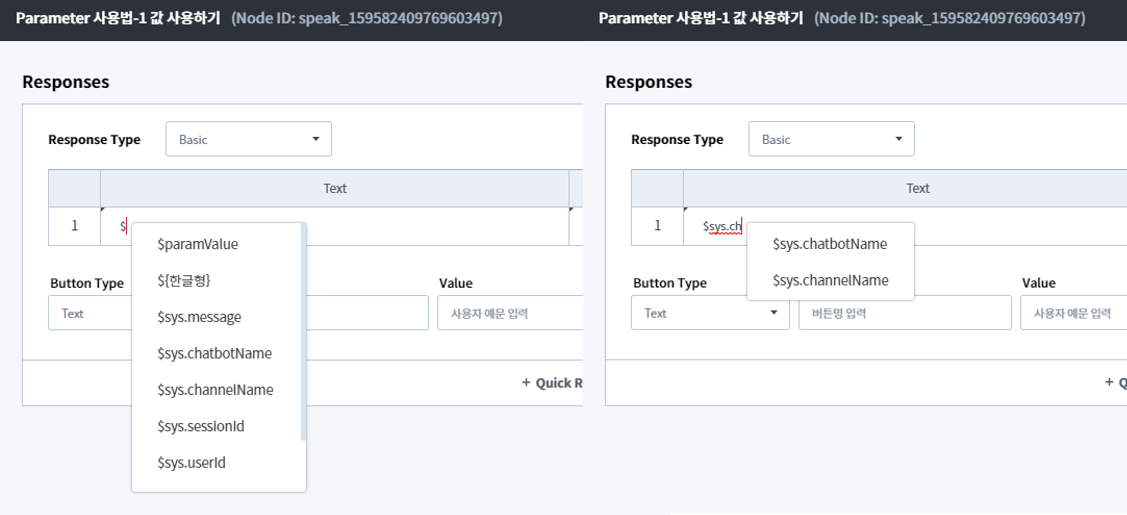 Parameter 사용법-1 값 사용하기 (Node ID: speak_159582409769603497)
Responses
Response Type Basic
Text
1 $
$paramValue
${한글형}
$sys.message
$sys.chatbotName
$sys.channelName
$sys.sessionId
$sys.userId
Button Type Value
Text 사용자 예문 입력
+ Quick R
Parameter 사용법-1 값 사용하기 (Node ID: speak_159582409769603497)
Responses
Response Type Basic
Text
1 $sys.ch
$sys.chatbotName
$sys.channelName
Button Type Value
Text 버튼명 입력 사용자 예문 입력
+ Q